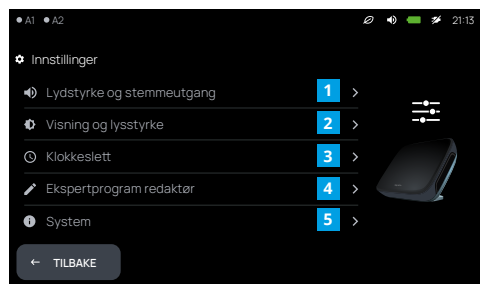 A1 A2 21:13
Innstillinger
Lydstyrke og stemmeutgang 1
Visning og lysstyrke 2
Klokkeslett 3
Ekspertprogram redaktør 4
System 5
← TILBAKE